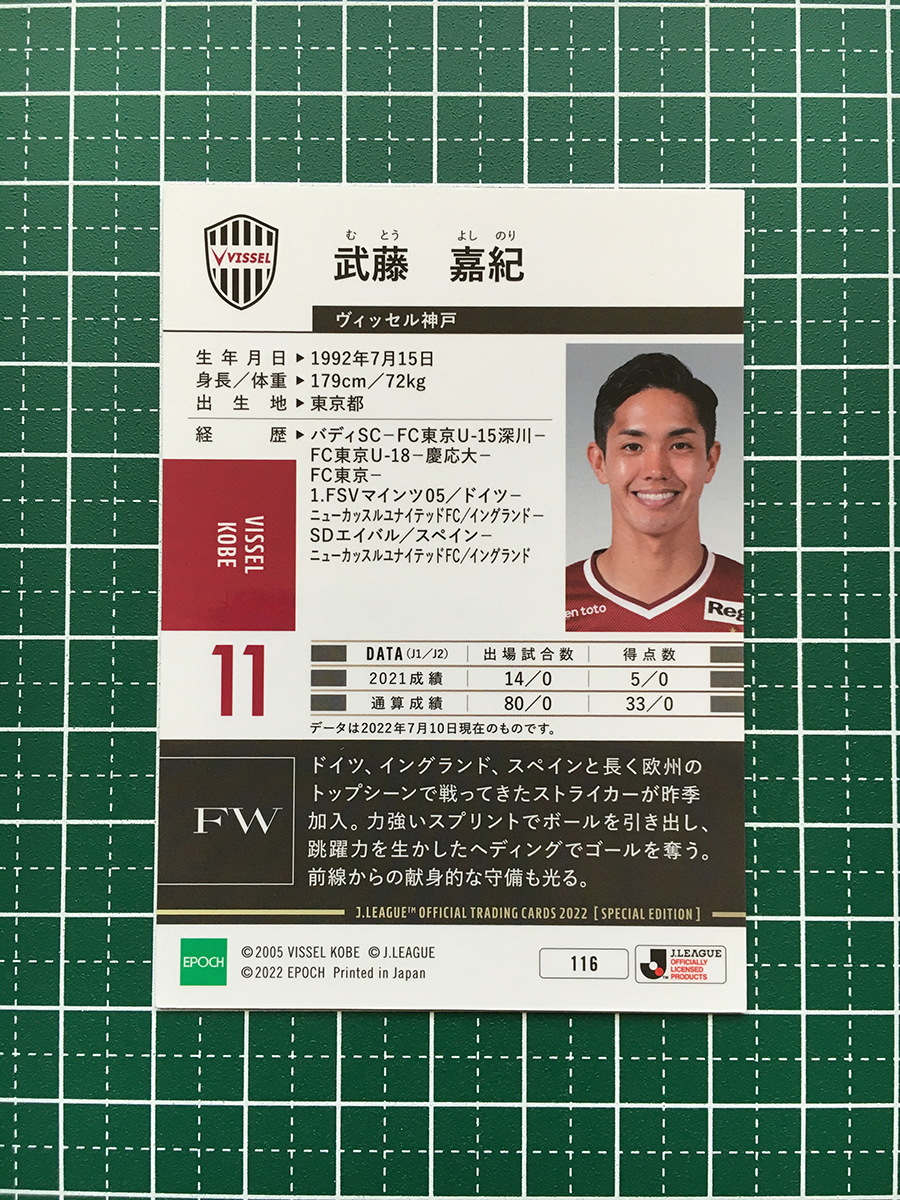 VISSEL
む とう よし のり
武藤 嘉紀
ヴィッセル神戸
生年月日▶1992年7月15日
身長／体重▶179cm／72kg
出生地▶東京都
経歴▶バディSC－FC東京U-15深川－
FC東京U-18－慶応大－
FC東京－
1.FSVマインツ05／ドイツ－
ニューカッスルユナイテッドFC/イングランド－
SDエイバル／スペイン－
ニューカッスルユナイテッドFC/イングランド
VISSEL
KOBE
en toto
Reg
11
DATA（J1／J2） 出場試合数 得点数
2021成績 14／0 5／0
通算成績 80／0 33／0
データは2022年7月10日現在のものです。
FW
ドイツ、イングランド、スペインと長く欧州の
トップシーンで戦ってきたストライカーが昨季
加入。力強いスプリントでボールを引き出し、
跳躍力を生かしたヘディングでゴールを奪う。
前線からの献身的な守備も光る。
J.LEAGUE™ OFFICIAL TRADING CARDS 2022 [SPECIAL EDITION]
EPOCH
©2005 VISSEL KOBE ©J.LEAGUE
©2022 EPOCH Printed in Japan
116
J.LEAGUE
OFFICIALLY
LICENSED
PRODUCTS
TM